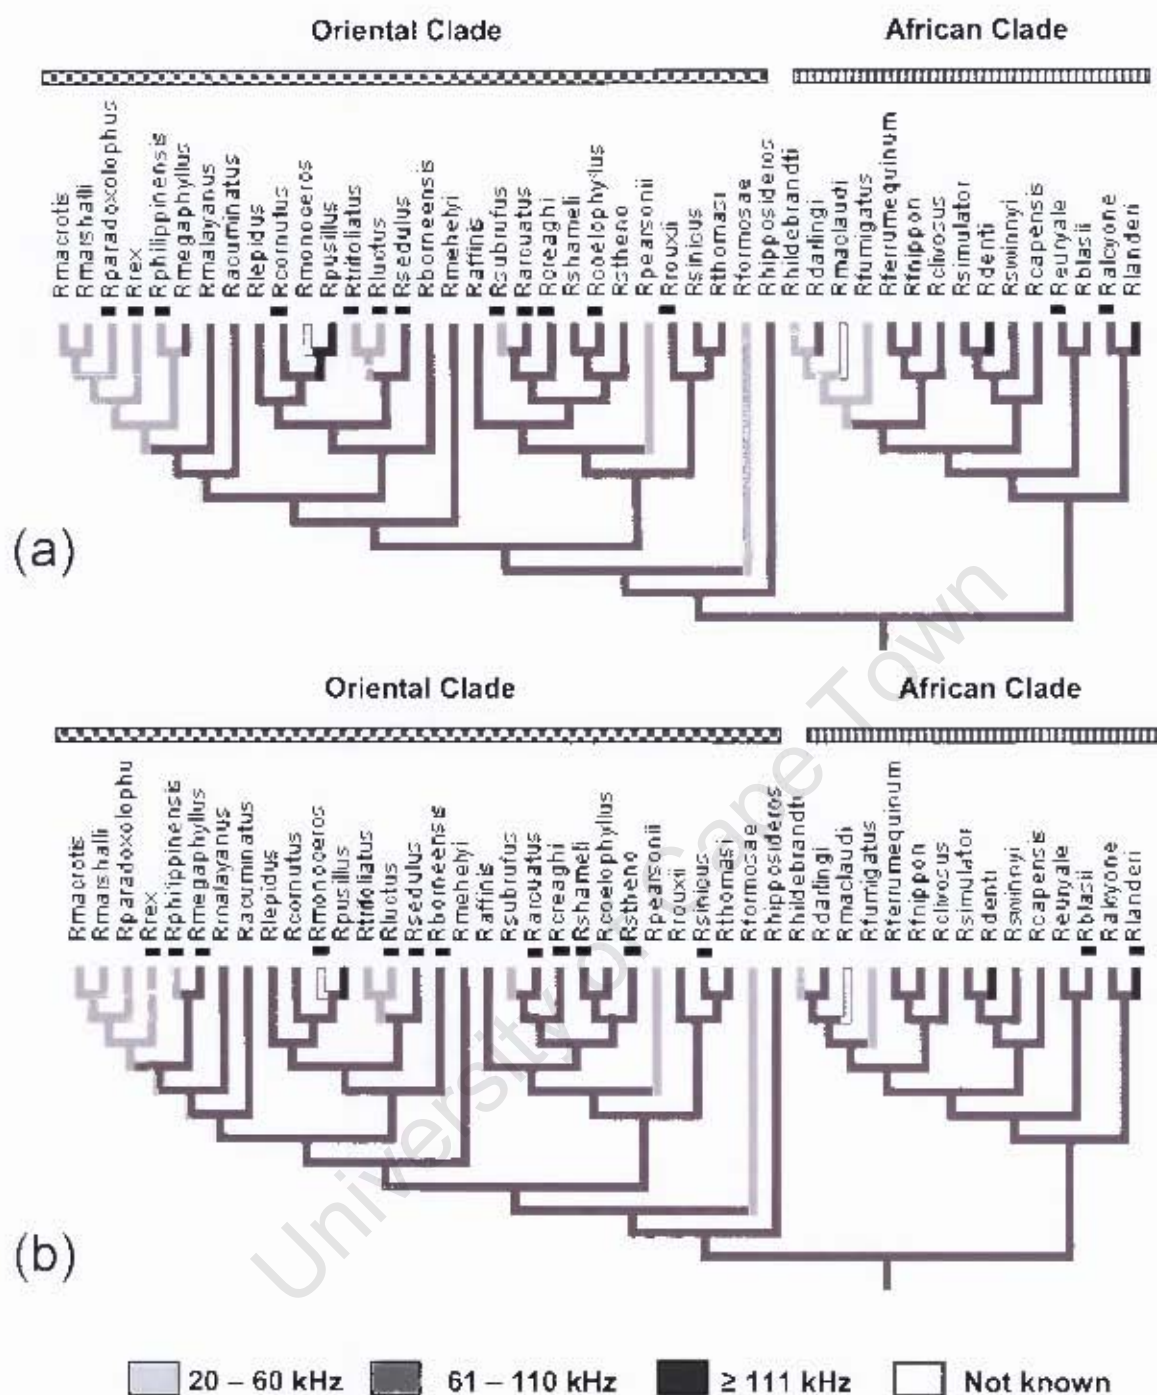 Oriental Clade African Clade
Rmacrotis
Rmarshalli
Rparadoxolophus
Rrex
Rphilippinensis
Rmegaphyllus
Rmalayanus
Racuminatus
Rlepidus
Rcornutus
Rmonoceros
Rpusillus
Rtrifoliatus
Rluctus
Rsedulus
Rborneensis
Rmehelyi
Raffinis
Rsubrufus
Rarcuatus
Rcreaghi
Rshameli
Rcoelophyllus
Rstheno
Rpearsonii
Rrouxii
Rsinicus
Rthomasi
Rformosae
Rhipposideros
Rhildebrandti
Rdarlingi
Rmaclaudi
Rfumigatus
Rferrumequinum
Rfnippon
Rclivosus
Rsimulator
Rdenti
Rswinnyi
Rcapensis
Reuryale
Rblasii
Ralcyone
Rlanderi
(a)
Oriental Clade African Clade
Rmacrotis
Rmarshalli
Rparadoxolophu
Rrex
Rphilippinensis
Rmegaphyllus
Rmalayanus
Racuminatus
Rlepidus
Rcornutus
Rmonoceros
Rpusillus
Rtrifoliatus
Rluctus
Rsedulus
Rborneensis
Rmehelyi
Raffinis
Rsubrufus
Rarcuatus
Rcreaghi
Rshameli
Rcoelophyllus
Rstheno
Rpearsonii
Rrouxii
Rsinicus
Rthomasi
Rformosae
Rhipposideros
Rhildebrandti
Rdarlingi
Rmaclaudi
Rfumigatus
Rferrumequinum
Rfnippon
Rclivosus
Rsimulator
Rdenti
Rswinnyi
Rcapensis
Reuryale
Rblasii
Ralcyone
Rlanderi
(b)
University of Cape Town
20 – 60 kHz 61 – 110 kHz ≥ 111 kHz Not known